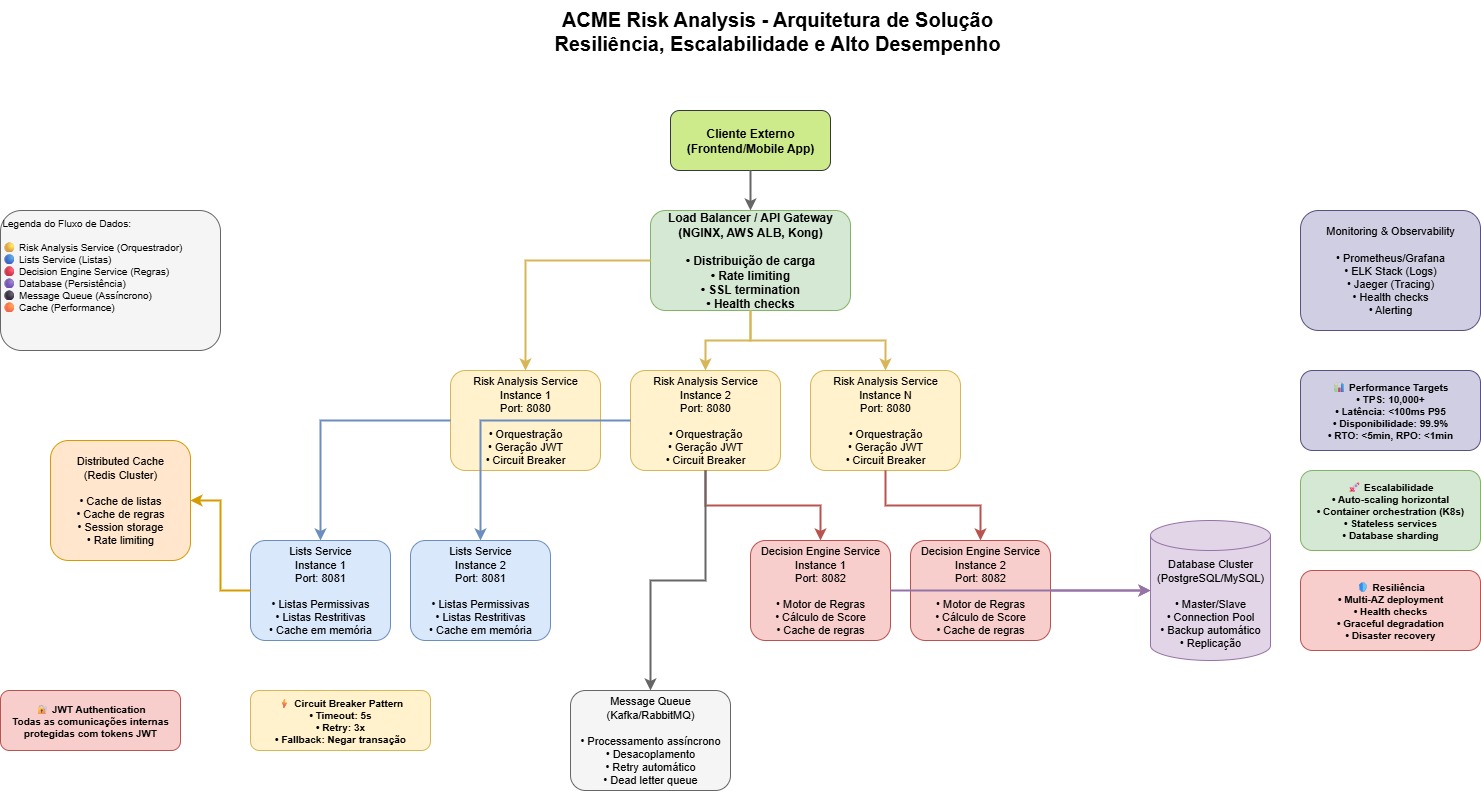 ACME Risk Analysis - Arquitetura de Solução
Resiliência, Escalabilidade e Alto Desempenho
Cliente Externo
(Frontend/Mobile App)
Legenda do Fluxo de Dados:
Risk Analysis Service (Orquestrador)
Lists Service (Listas)
Decision Engine Service (Regras)
Database (Persistência)
Message Queue (Assíncrono)
Cache (Performance)
Load Balancer / API Gateway
(NGINX, AWS ALB, Kong)
• Distribuição de carga
• Rate limiting
• SSL termination
• Health checks
Monitoring & Observability
• Prometheus/Grafana
• ELK Stack (Logs)
• Jaeger (Tracing)
• Health checks
• Alerting
Risk Analysis Service
Instance 1
Port: 8080
• Orquestração
• Geração JWT
• Circuit Breaker
Risk Analysis Service
Instance 2
Port: 8080
• Orquestração
• Geração JWT
• Circuit Breaker
Risk Analysis Service
Instance N
Port: 8080
• Orquestração
• Geração JWT
• Circuit Breaker
📊 Performance Targets
• TPS: 10,000+
• Latência: <100ms P95
• Disponibilidade: 99.9%
• RTO: <5min, RPO: <1min
Distributed Cache
(Redis Cluster)
• Cache de listas
• Cache de regras
• Session storage
• Rate limiting
🚀 Escalabilidade
• Auto-scaling horizontal
• Container orchestration (K8s)
• Stateless services
• Database sharding
Lists Service
Instance 1
Port: 8081
• Listas Permissivas
• Listas Restritivas
• Cache em memória
Lists Service
Instance 2
Port: 8081
• Listas Permissivas
• Listas Restritivas
• Cache em memória
Decision Engine Service
Instance 1
Port: 8082
• Motor de Regras
• Cálculo de Score
• Cache de regras
Decision Engine Service
Instance 2
Port: 8082
• Motor de Regras
• Cálculo de Score
• Cache de regras
Database Cluster
(PostgreSQL/MySQL)
• Master/Slave
• Connection Pool
• Backup automático
• Replicação
🛡️ Resiliência
• Multi-AZ deployment
• Health checks
• Graceful degradation
• Disaster recovery
🔒 JWT Authentication
Todas as comunicações internas
protegidas com tokens JWT
⚡ Circuit Breaker Pattern
• Timeout: 5s
• Retry: 3x
• Fallback: Negar transação
Message Queue
(Kafka/RabbitMQ)
• Processamento assíncrono
• Desacoplamento
• Retry automático
• Dead letter queue